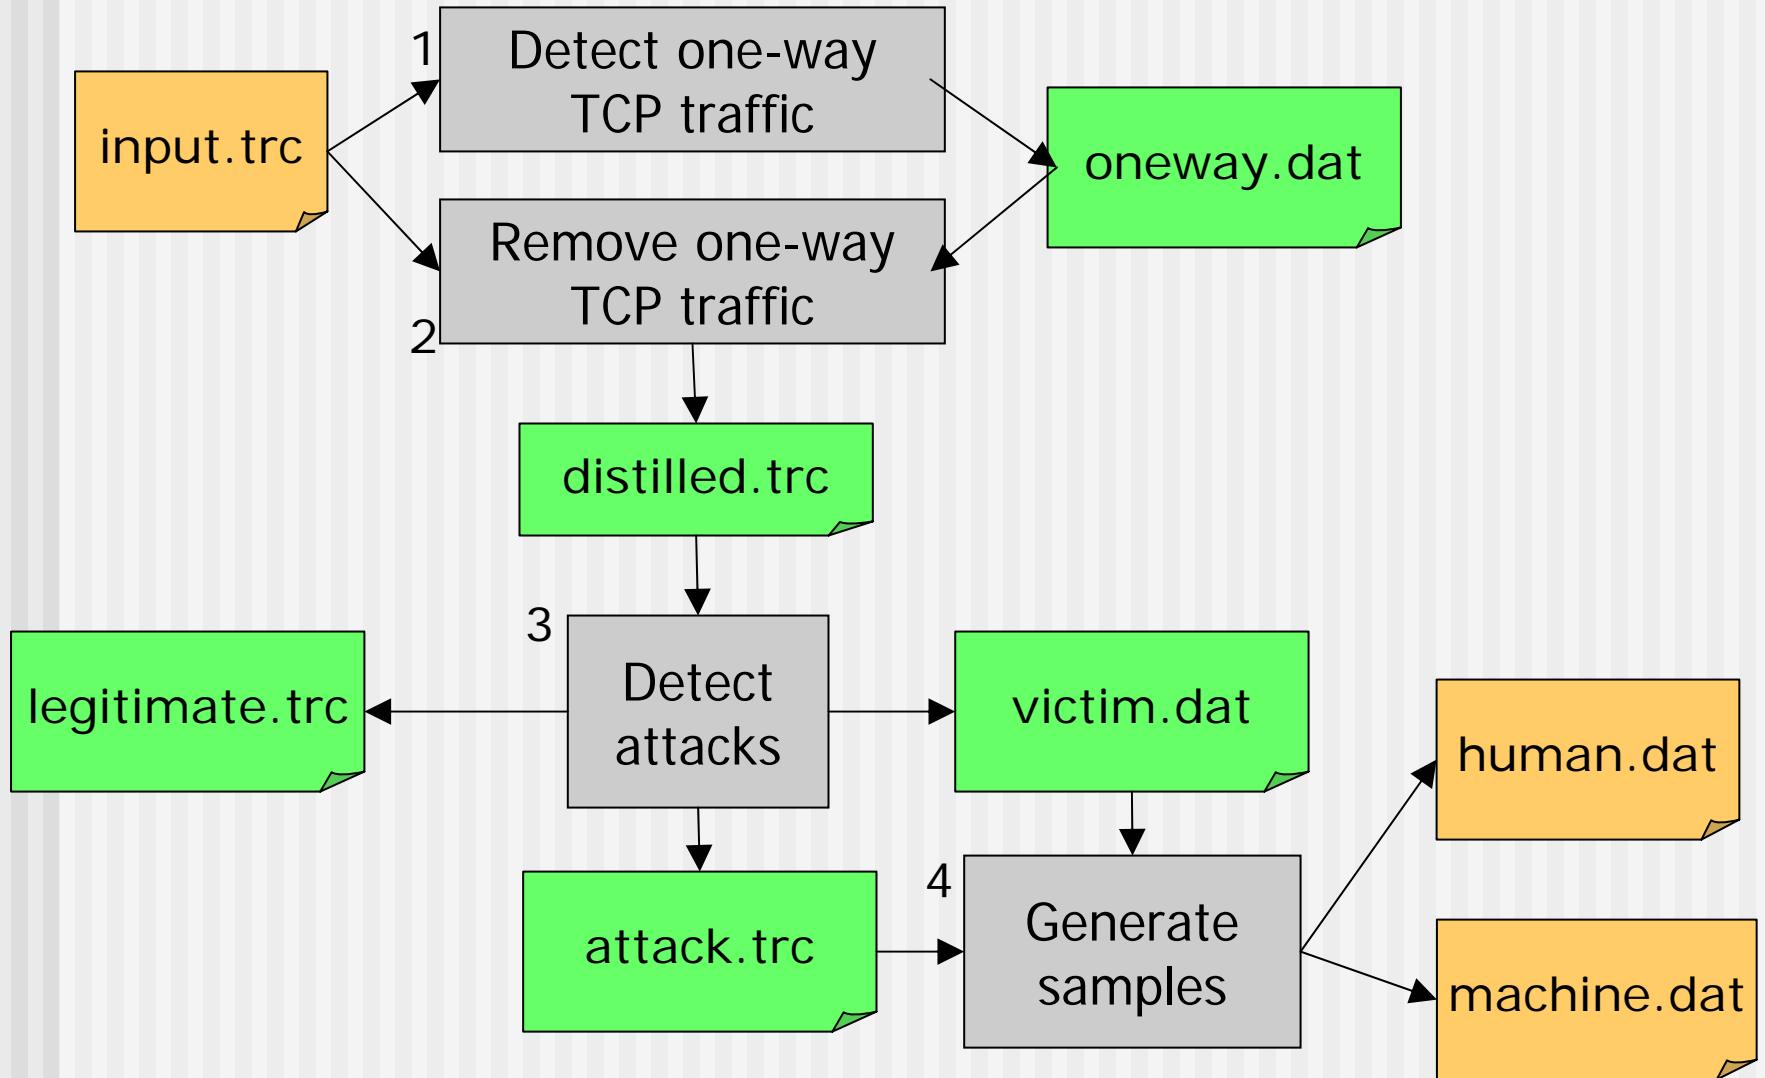 1
Detect one-way
TCP traffic
input.trc
oneway.dat
Remove one-way
TCP traffic
2
distilled.trc
3
Detect
attacks
legitimate.trc
victim.dat
human.dat
4
Generate
samples
attack.trc
machine.dat